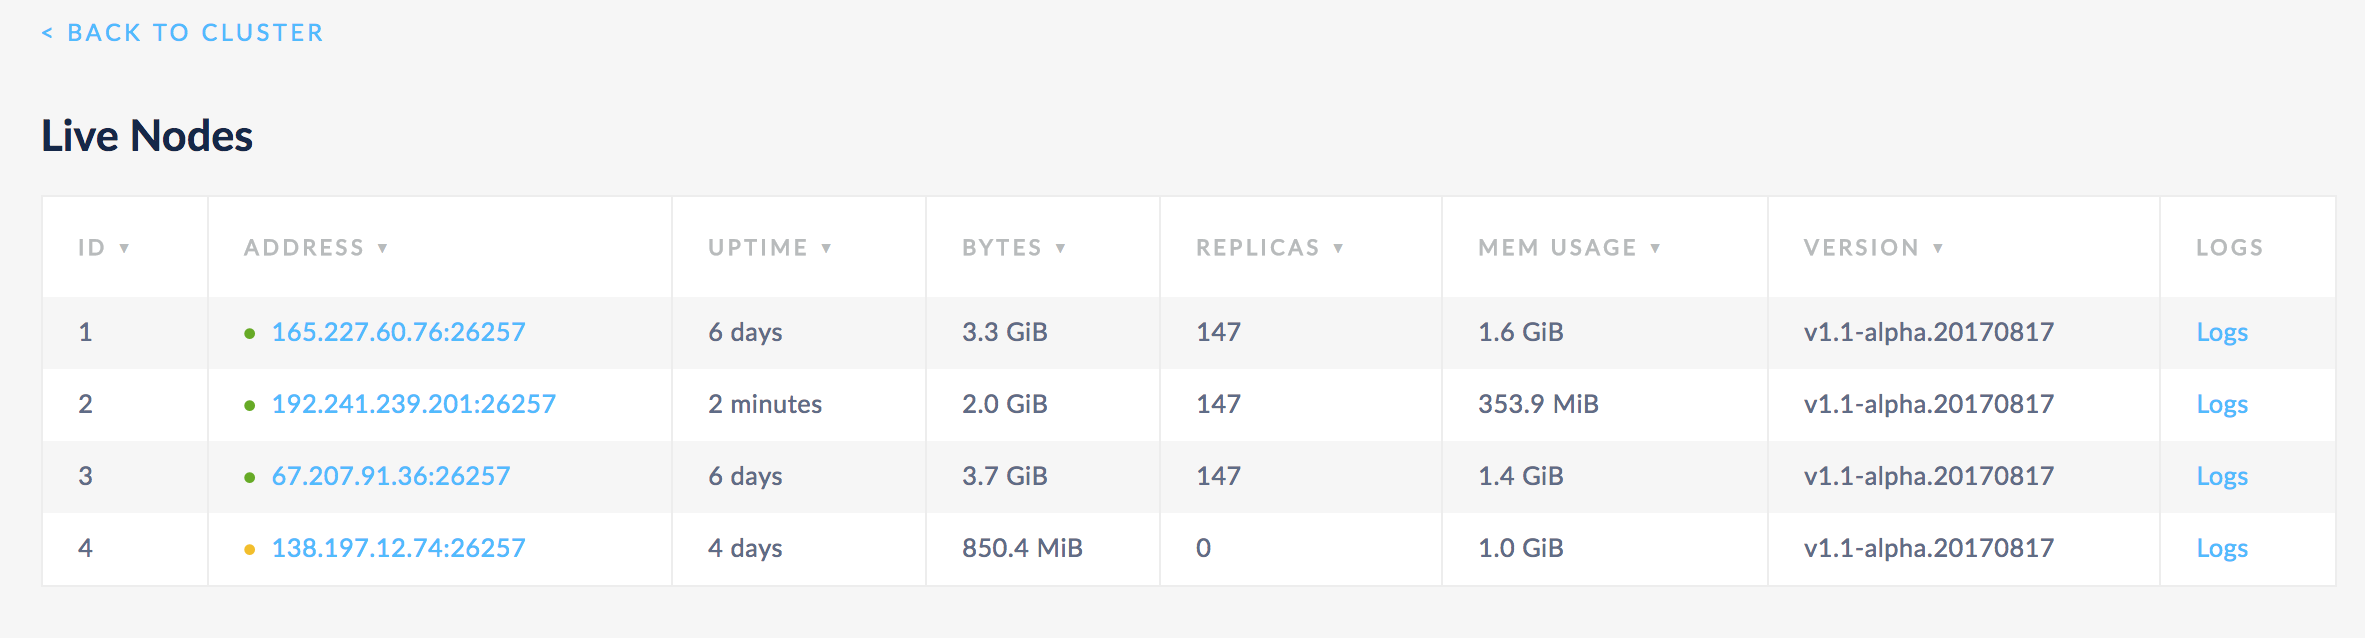 < BACK TO CLUSTER
Live Nodes
ID ▼ ADDRESS ▼ UPTIME ▼ BYTES ▼ REPLICAS ▼ MEM USAGE ▼ VERSION ▼ LOGS
1 165.227.60.76:26257 6 days 3.3 GiB 147 1.6 GiB v1.1-alpha.20170817 Logs
2 192.241.239.201:26257 2 minutes 2.0 GiB 147 353.9 MiB v1.1-alpha.20170817 Logs
3 67.207.91.36:26257 6 days 3.7 GiB 147 1.4 GiB v1.1-alpha.20170817 Logs
4 138.197.12.74:26257 4 days 850.4 MiB 0 1.0 GiB v1.1-alpha.20170817 Logs